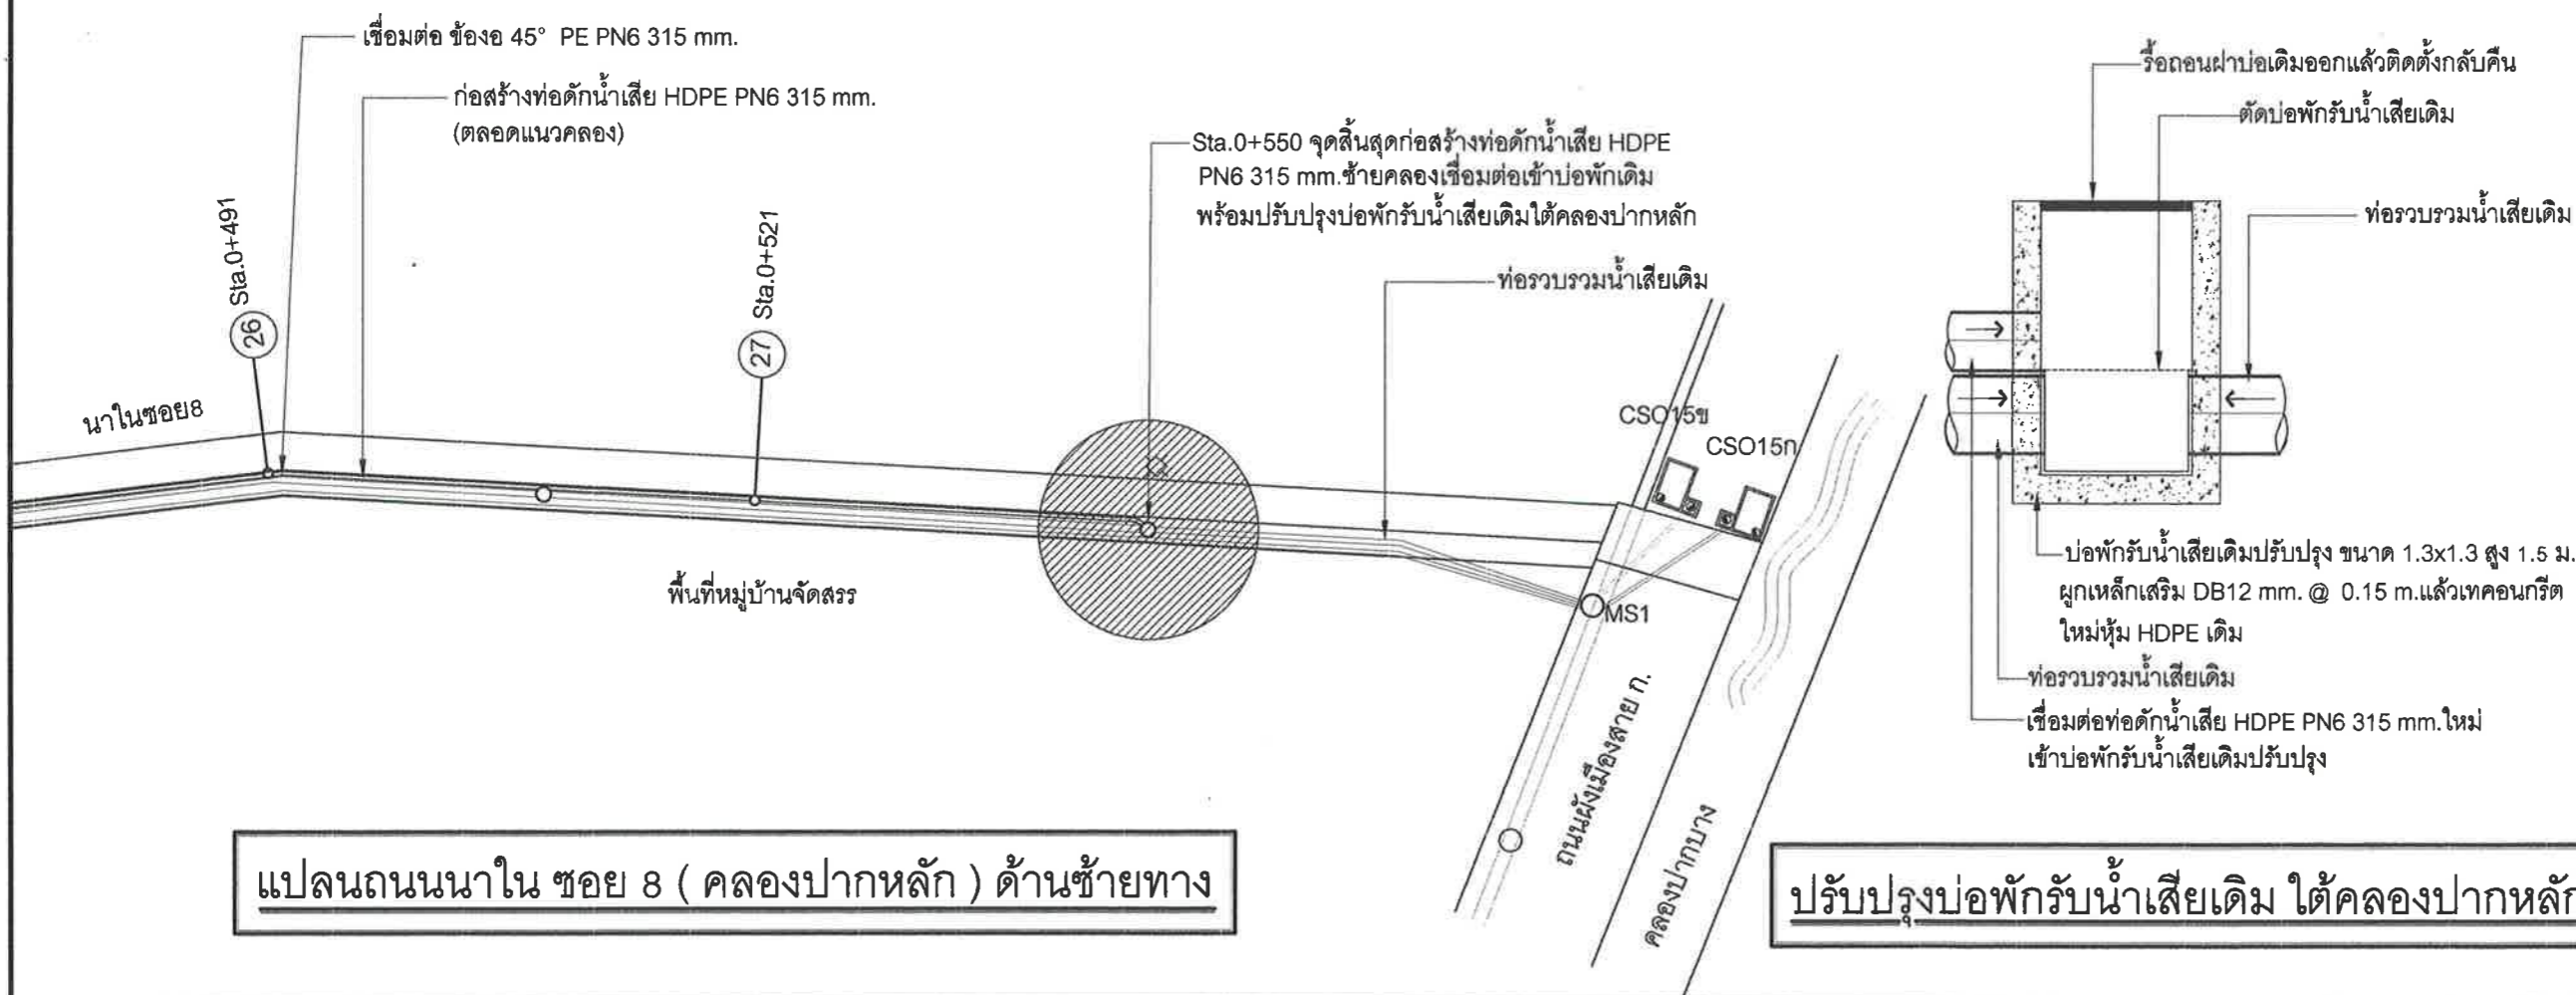 เชื่อมต่อ ข้องอ 45° PE PN6 315 mm.
ก่อสร้างท่อดักน้ำเสีย HDPE PN6 315 mm.
(ตลอดแนวคลอง)
Sta.0+550 จุดสิ้นสุดก่อสร้างท่อดักน้ำเสีย HDPE
PN6 315 mm.ซ้ายคลองเชื่อมต่อเข้าบ่อพักเดิม
พร้อมปรับปรุงบ่อพักรับน้ำเสียเดิมใต้คลองปากหลัก
ท่อรวบรวมน้ำเสียเดิม
Sta.0+491
26
Sta.0+521
27
นาในซอย8
พื้นที่หมู่บ้านจัดสรร
CSO15ข
CSO15ก
MS1
ถนนผังเมืองสาย ก.
คลองปากบาง
แปลนถนนนาใน ซอย 8 ( คลองปากหลัก ) ด้านซ้ายทาง
รื้อถอนฝาบ่อเดิมออกแล้วติดตั้งกลับคืน
ตัดบ่อพักรับน้ำเสียเดิม
ท่อรวบรวมน้ำเสียเดิม
บ่อพักรับน้ำเสียเดิมปรับปรุง ขนาด 1.3x1.3 สูง 1.5 ม.
ผูกเหล็กเสริม DB12 mm. @ 0.15 m.แล้วเทคอนกรีต
ใหม่หุ้ม HDPE เดิม
ท่อรวบรวมน้ำเสียเดิม
เชื่อมต่อท่อดักน้ำเสีย HDPE PN6 315 mm.ใหม่
เข้าบ่อพักรับน้ำเสียเดิมปรับปรุง
ปรับปรุงบ่อพักรับน้ำเสียเดิม ใต้คลองปากหลัก